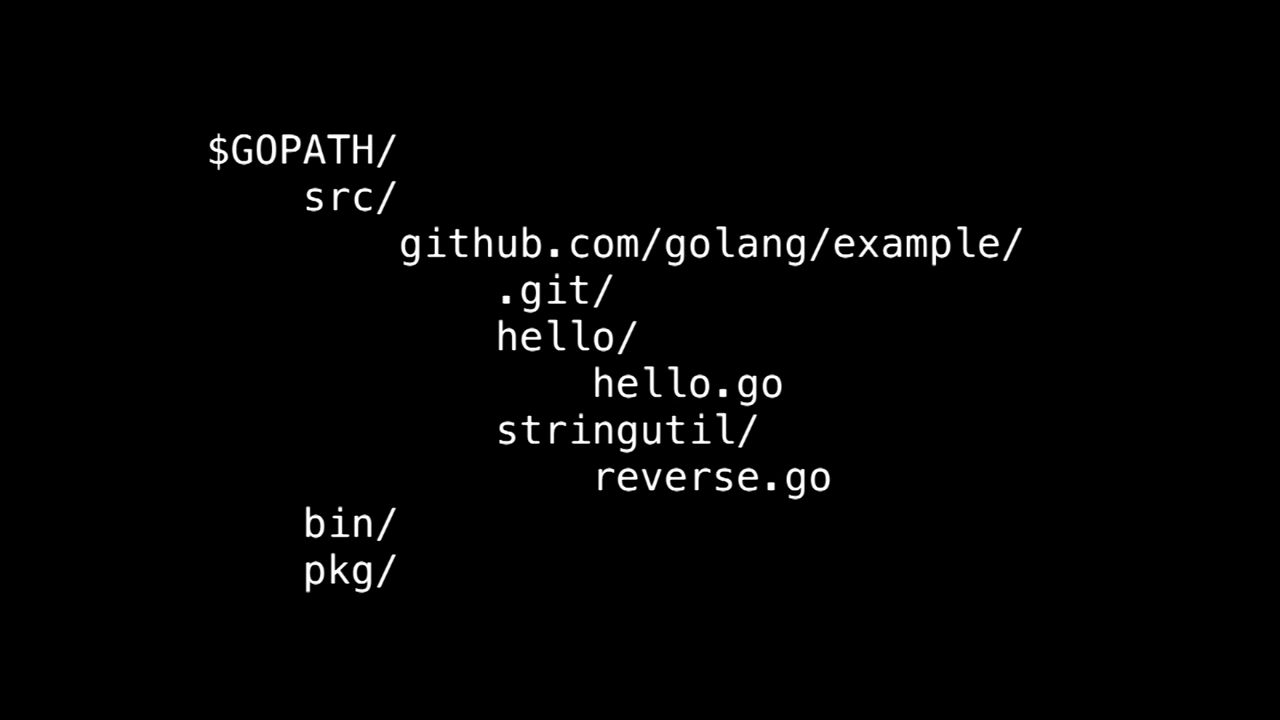 $GOPATH/
src/
github.com/golang/example/
.git/
hello/
hello.go
stringutil/
reverse.go
bin/
pkg/